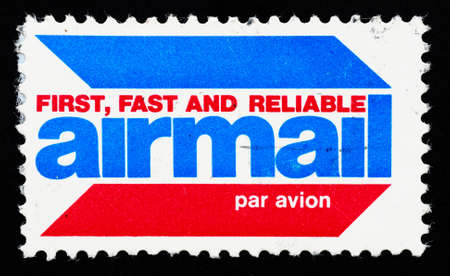 FIRST, FAST AND RELIABLE
airmail
par avion